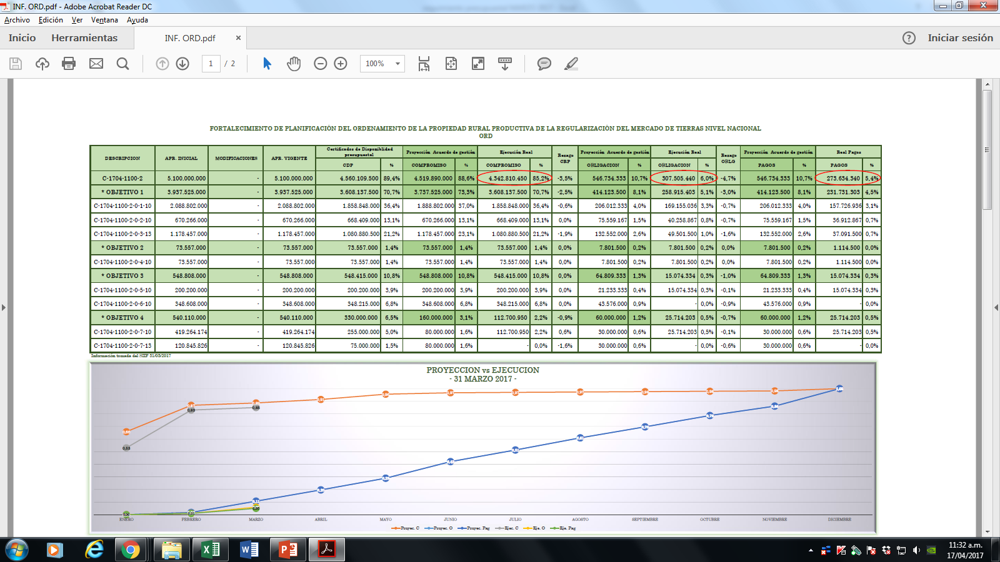 INF. ORD.pdf - Adobe Acrobat Reader DC
Archivo Edición Ver Ventana Ayuda
Inicio Herramientas INF. ORD.pdf × ? Iniciar sesión
1 / 2 100%
FORTALECIMIENTO DE PLANIFICACIÓN DEL ORDENAMIENTO DE LA PROPIEDAD RURAL PRODUCTIVA DE LA REGULARIZACIÓN DEL MERCADO DE TIERRAS NIVEL NACIONAL
ORD
DESCRIPCION APR. INICIAL MODIFICACIONES APR. VIGENTE Certificados de Disponiblidad presupuestal Proyección Acuerdo de gestión Ejecución Real Rezago CRP Proyección Acuerdo de gestión Ejecución Real Rezago OBLG Proyección Acuerdo de gestión Real Pagos
CDP % COMPROMISO % COMPROMISO % OBLIGACION % OBLIGACION % PAGOS % PAGOS %
C-1704-1100-2 5.100.000.000 - 5.100.000.000 4.560.109.500 89,4% 4.519.890.000 88,6% 4.342.810.450 85,2% -3,5% 546.734.333 10,7% 307.505.440 6,0% -4,7% 546.734.333 10,7% 273.634.340 5,4%
* OBJETIVO 1 3.937.525.000 - 3.937.525.000 3.608.137.500 70,7% 3.737.525.000 73,3% 3.608.137.500 70,7% -2,5% 414.123.500 8,1% 258.915.403 5,1% -3,0% 414.123.500 8,1% 231.731.303 4,5%
C-1704-1100-2-0-1-10 2.088.802.000 - 2.088.802.000 1.858.848.000 36,4% 1.888.802.000 37,0% 1.858.848.000 36,4% -0,6% 206.012.333 4,0% 169.155.036 3,3% -0,7% 206.012.333 4,0% 157.726.936 3,1%
C-1704-1100-2-0-2-10 670.266.000 - 670.266.000 668.409.000 13,1% 670.266.000 13,1% 668.409.000 13,1% 0,0% 75.559.167 1,5% 40.258.867 0,8% -0,7% 75.559.167 1,5% 36.912.867 0,7%
C-1704-1100-2-0-3-13 1.178.457.000 - 1.178.457.000 1.080.880.500 21,2% 1.178.457.000 23,1% 1.080.880.500 21,2% -1,9% 132.552.000 2,6% 49.501.500 1,0% -1,6% 132.552.000 2,6% 37.091.500 0,7%
* OBJETIVO 2 73.557.000 - 73.557.000 73.557.000 1,4% 73.557.000 1,4% 73.557.000 1,4% 0,0% 7.801.500 0,2% 7.801.500 0,2% 0,0% 7.801.500 0,2% 1.114.500 0,0%
C-1704-1100-2-0-4-10 73.557.000 - 73.557.000 73.557.000 1,4% 73.557.000 1,4% 73.557.000 1,4% 0,0% 7.801.500 0,2% 7.801.500 0,2% 0,0% 7.801.500 0,2% 1.114.500 0,0%
* OBJETIVO 3 548.808.000 - 548.808.000 548.415.000 10,8% 548.808.000 10,8% 548.415.000 10,8% 0,0% 64.809.333 1,3% 15.074.334 0,3% -1,0% 64.809.333 1,3% 15.074.334 0,3%
C-1704-1100-2-0-5-10 200.200.000 - 200.200.000 200.200.000 3,9% 200.200.000 3,9% 200.200.000 3,9% 0,0% 21.233.333 0,4% 15.074.334 0,3% -0,1% 21.233.333 0,4% 15.074.334 0,3%
C-1704-1100-2-0-6-10 348.608.000 - 348.608.000 348.215.000 6,8% 348.608.000 6,8% 348.215.000 6,8% 0,0% 43.576.000 0,9% - 0,0% -0,9% 43.576.000 0,9% - 0,0%
* OBJETIVO 4 540.110.000 - 540.110.000 330.000.000 6,5% 160.000.000 3,1% 112.700.950 2,2% -0,9% 60.000.000 1,2% 25.714.203 0,5% -0,7% 60.000.000 1,2% 25.714.203 0,5%
C-1704-1100-2-0-7-10 419.264.174 - 419.264.174 255.000.000 5,0% 80.000.000 1,6% 112.700.950 2,2% 0,6% 30.000.000 0,6% 25.714.203 0,5% -0,1% 30.000.000 0,6% 25.714.203 0,5%
C-1704-1100-2-0-7-13 120.845.826 - 120.845.826 75.000.000 1,5% 80.000.000 1,6% - 0,0% -1,6% 30.000.000 0,6% - 0,0% -0,6% 30.000.000 0,6% - 0,0%
Información tomada del SIIF 31/03/2017
PROYECCION vs EJECUCION
- 31 MARZO 2017 -
ENERO FEBRERO MARZO ABRIL MAYO JUNIO JULIO AGOSTO SEPTIEMBRE OCTUBRE NOVIEMBRE DICIEMBRE
Proyec. C Proyec. O Proyec. Pag Ejec. C Eje. O Eje. Pag
11:32 a.m.
17/04/2017